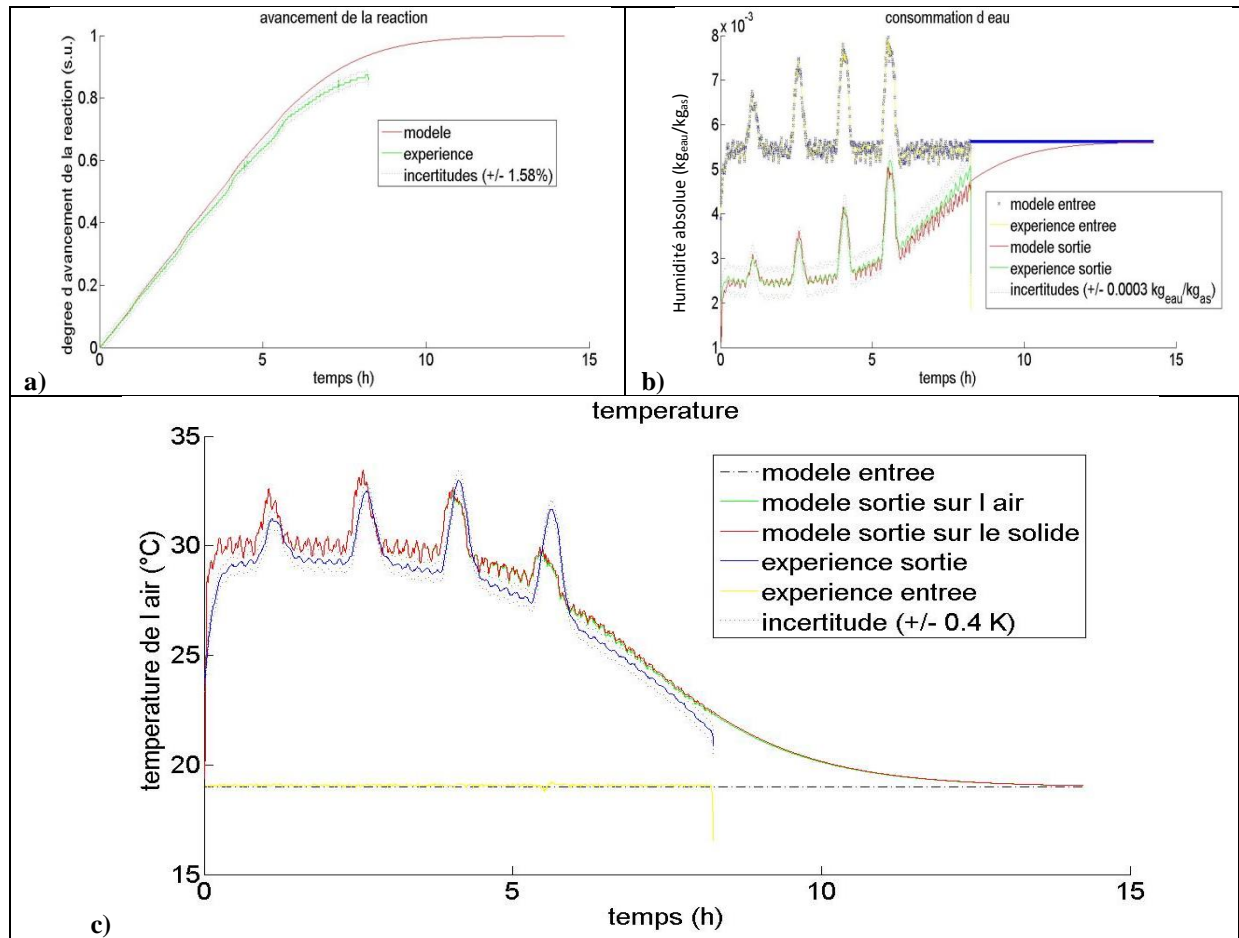 avancement de la reaction
degree d avancement de la reaction (s.u.)
1
0.8
0.6
0.4
0.2
0
0 5 10 15
temps (h)
modele
experience
incertitudes (+/- 1.58%)
a)
consommation d eau
8 x 10-3
7
6
5
4
3
2
1
Humidité absolue (kgeau/kgas)
0 5 10 15
temps (h)
modele entree
experience entree
modele sortie
experience sortie
incertitudes (+/- 0.0003 kgeau/kgas)
b)
temperature
temperature de l air (°C)
35
30
25
20
15
0 5 10 15
temps (h)
modele entree
modele sortie sur l air
modele sortie sur le solide
experience sortie
experience entree
incertitude (+/- 0.4 K)
c)